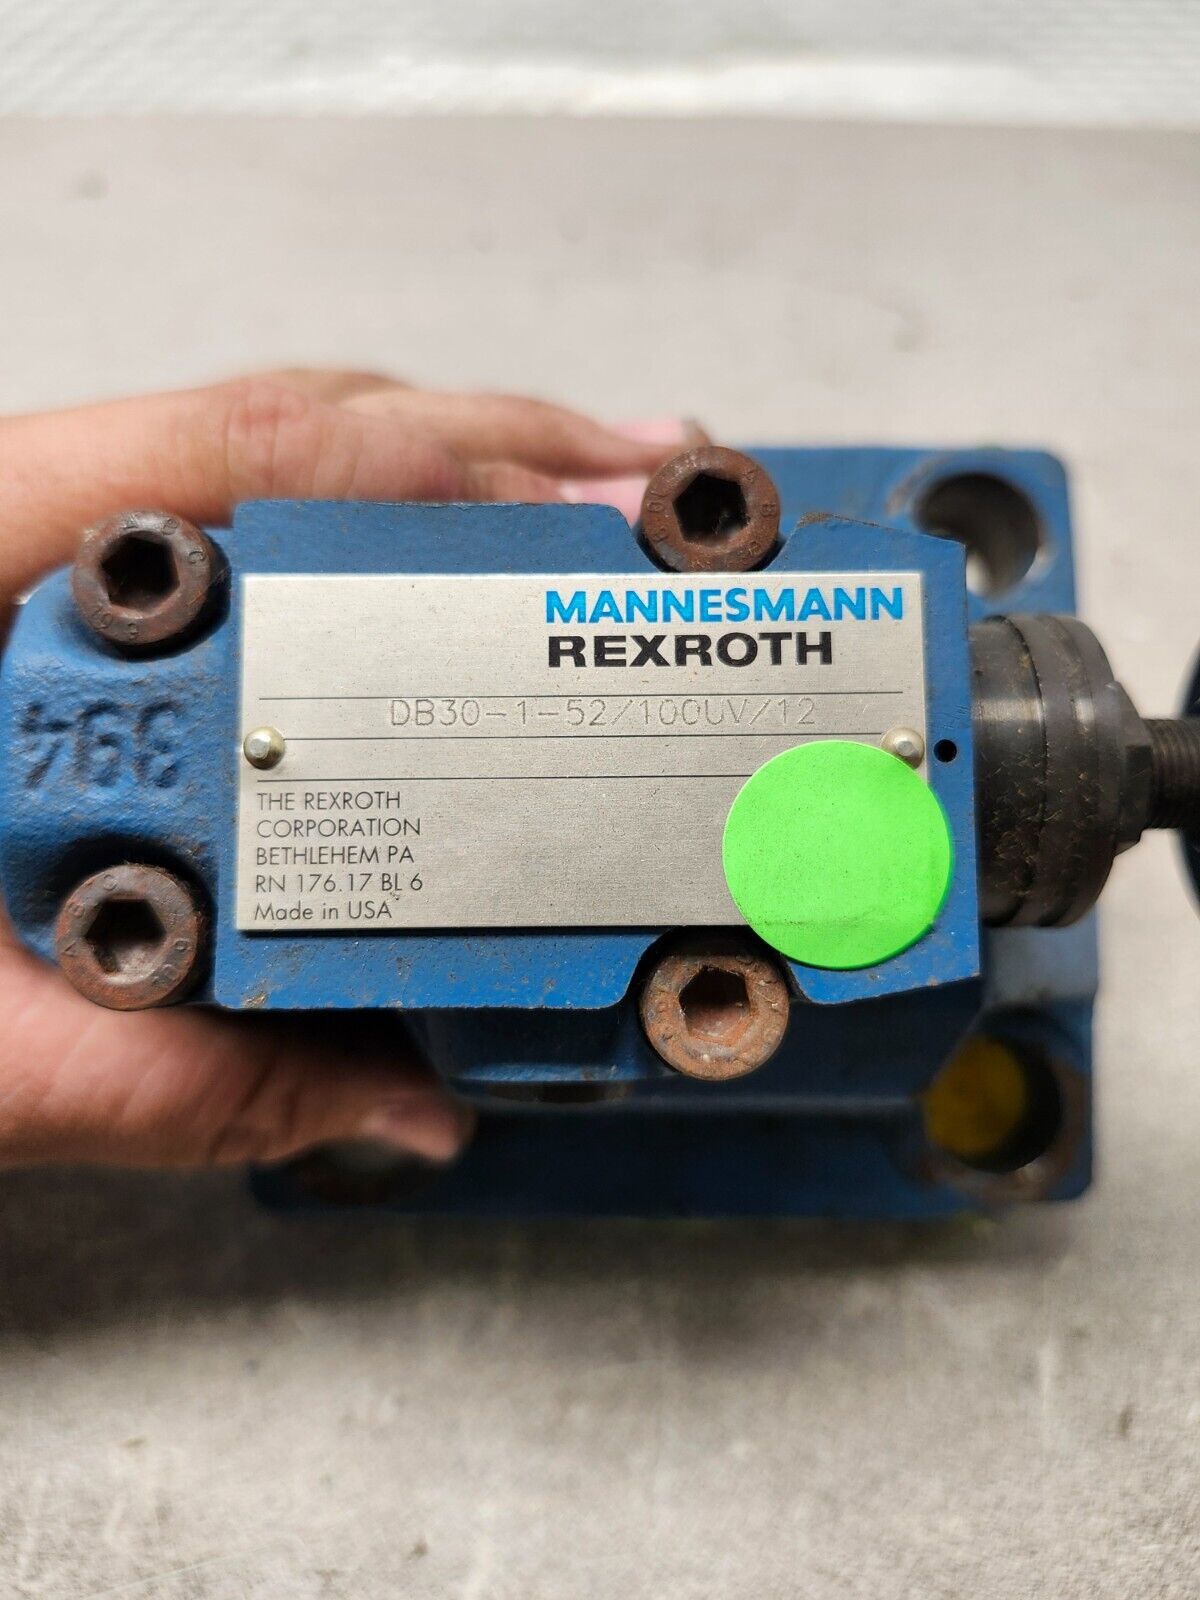 MANNESMANN
REXROTH
DB30-1-52/100UV/12
THE REXROTH
CORPORATION
BETHLEHEM PA
RN 176.17 BL 6
Made in USA
394